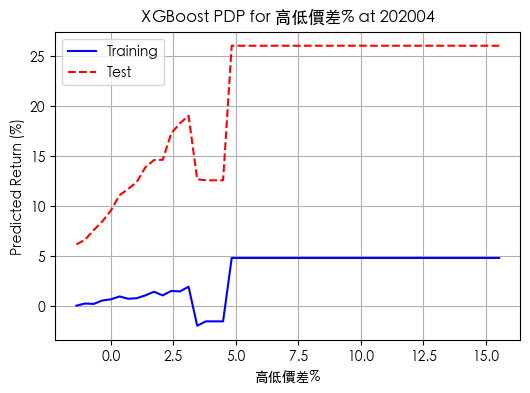 XGBoost PDP for 高低價差% at 202004
Training
Test
Predicted Return (%)
25
20
15
10
5
0
0.0 2.5 5.0 7.5 10.0 12.5 15.0
高低價差%